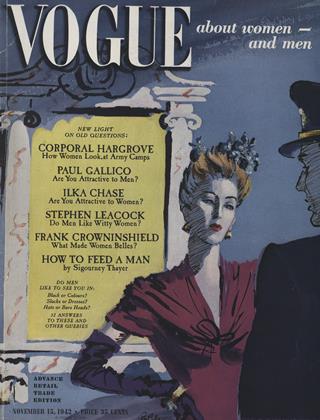 VOGUE
about women —
and men
NEW LIGHT
ON OLD QUESTIONS:
CORPORAL HARGROVE
How Women Look, at Army Camps
PAUL GALLICO
Are You Attractive to Men?
ILKA CHASE
Are You Attractive to Women?
STEPHEN LEACOCK
Do Men Like Witty Women?
FRANK CROWNINSHIELD
What Made Women Belles?
HOW TO FEED A MAN
by Sigourney Thayer
DO MEN
LIKE TO SEE YOU IN:
Black or Colours?
Slacks or Dresses?
Hats or Bare Heads?
12 ANSWERS
TO THESE AND
OTHER QUERIES
ADVANCE
RETAIL
TRADE
EDITION
NOVEMBER 15, 1942 • PRICE 35 CENTS